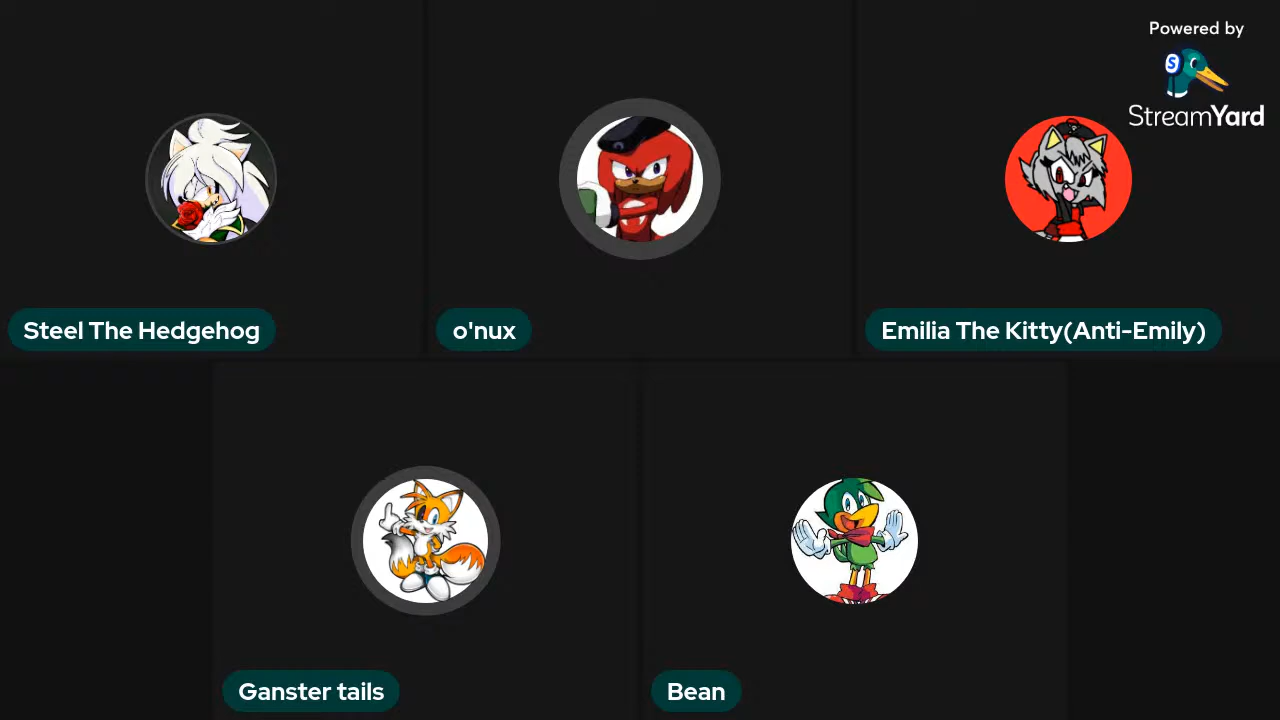 Powered by
S
StreamYard
Steel The Hedgehog
o'nux
Emilia The Kitty(Anti-Emily)
Ganster tails
Bean